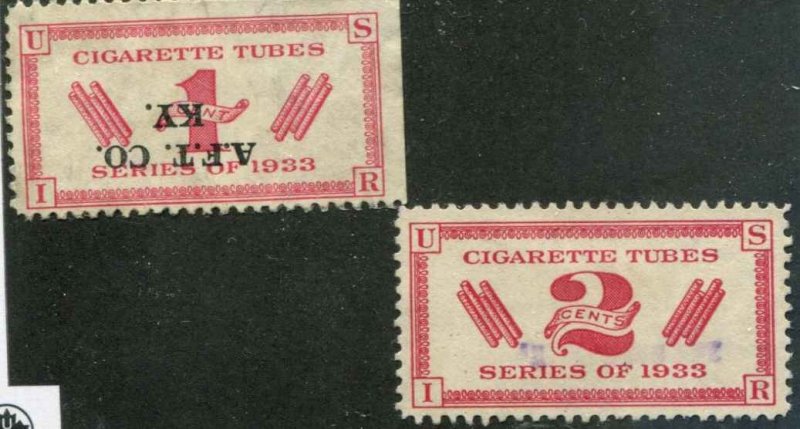 U S
CIGARETTE TUBES
1
CENT
KY.
A.F.T. CO.
SERIES OF 1933
I R
U S
CIGARETTE TUBES
2
CENTS
SERIES OF 1933
I R